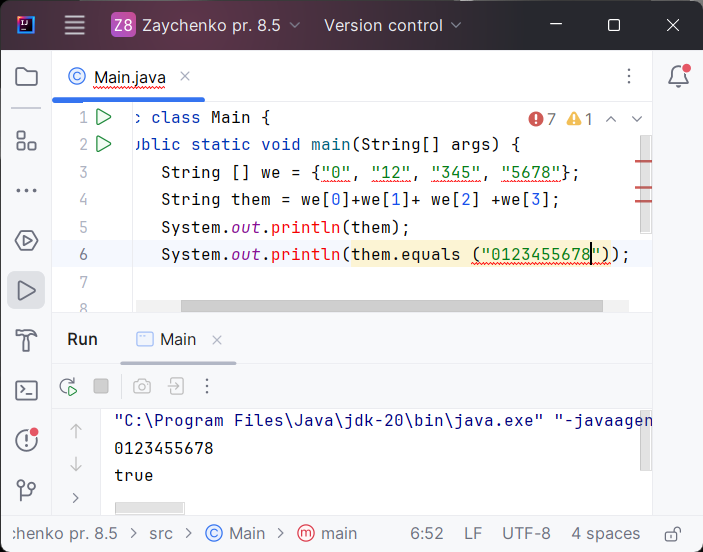 Z8 Zaychenko pr. 8.5 Version control
Main.java
1 c class Main { 7 1
2 ublic static void main(String[] args) {
3 String [] we = {"0", "12", "345", "5678"};
4 String them = we[0]+we[1]+ we[2] +we[3];
5 System.out.println(them);
6 System.out.println(them.equals ("0123455678"));
7
8
Run Main
"C:\Program Files\Java\jdk-20\bin\java.exe" "-javaagen
0123455678
true
chenko pr. 8.5 > src > Main > main 6:52 LF UTF-8 4 spaces